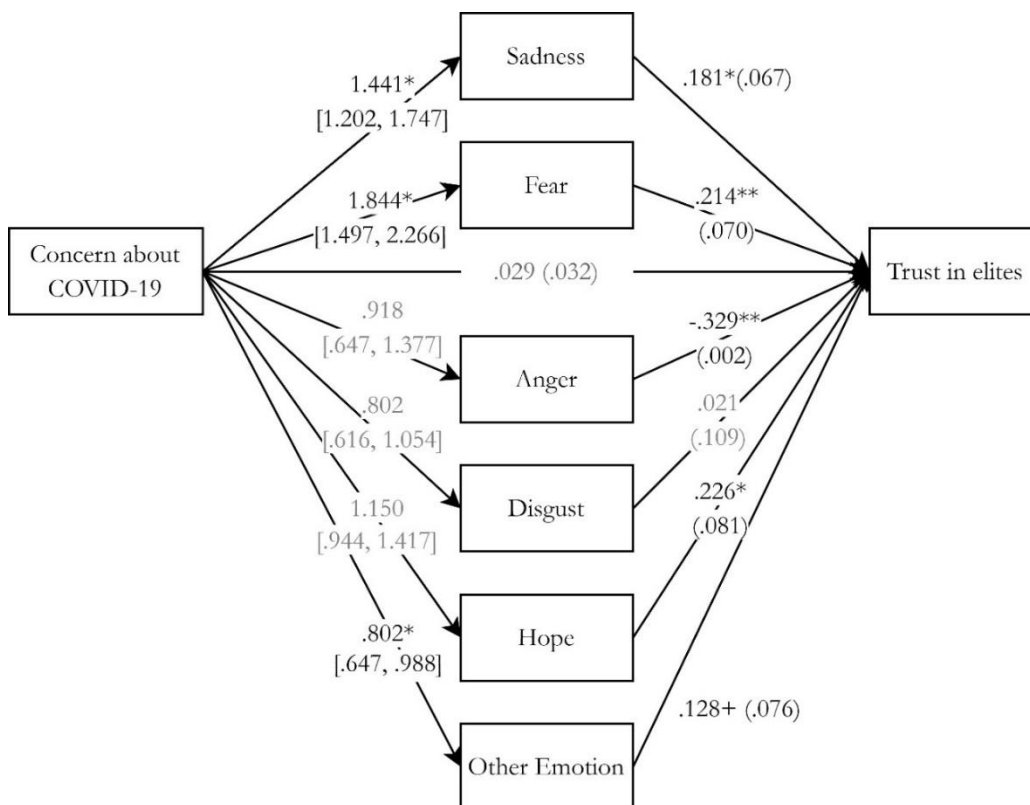 Sadness
1.441*
[1.202, 1.747]
.181*(.067)
Fear
1.844*
[1.497, 2.266]
.214**
(.070)
Concern about
COVID-19
.029 (.032)
Trust in elites
.918
[.647, 1.377]
-.329**
(.002)
Anger
.802
[.616, 1.054]
.021
(.109)
Disgust
1.150
[.944, 1.417]
.226*
(.081)
Hope
.802*
[.647, .988]
.128+ (.076)
Other Emotion